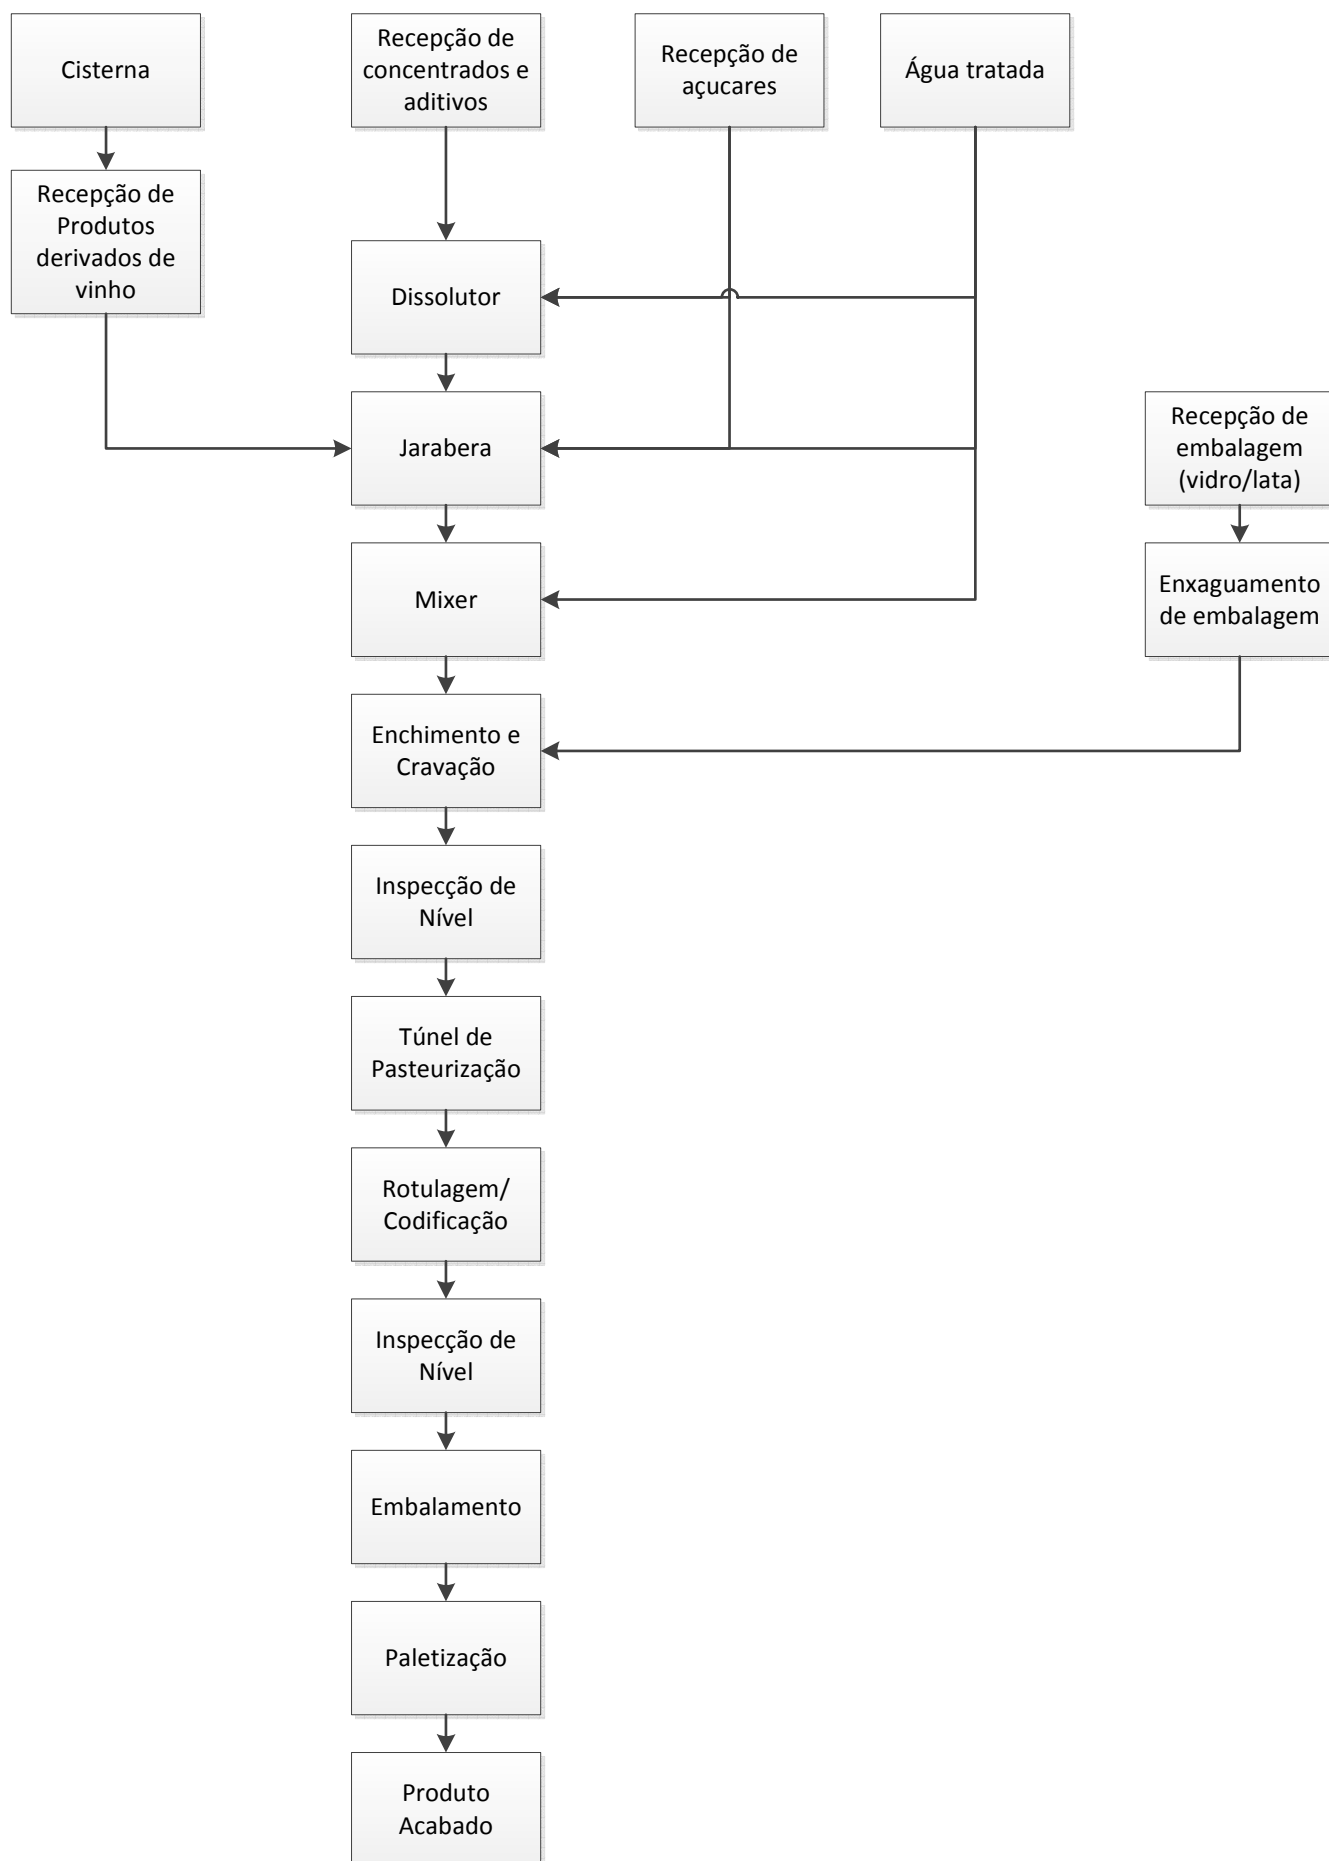 Cisterna
Recepção de
concentrados e
aditivos
Recepção de
açucares
Água tratada
Recepção de
Produtos
derivados de
vinho
Dissolutor
Jarabera
Recepção de
embalagem
(vidro/lata)
Mixer
Enxaguamento
de embalagem
Enchimento e
Cravação
Inspecção de
Nível
Túnel de
Pasteurização
Rotulagem/
Codificação
Inspecção de
Nível
Embalamento
Paletização
Produto
Acabado